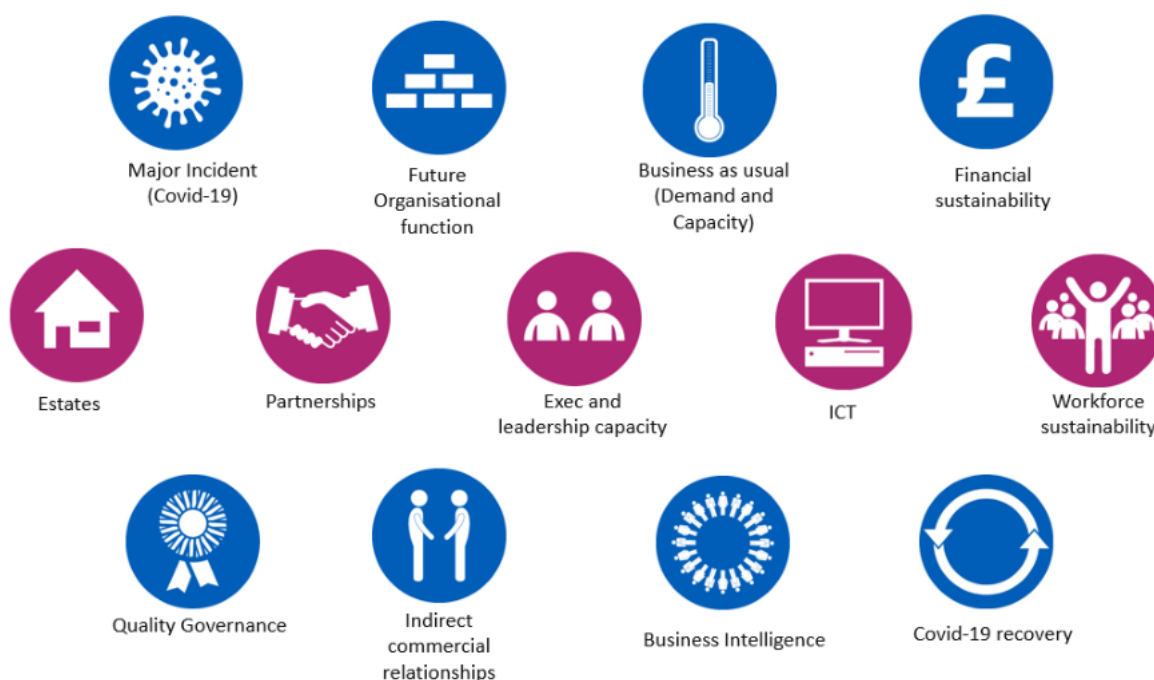 £
Major Incident
(Covid-19)
Future
Organisational
function
Business as usual
(Demand and
Capacity)
Financial
sustainability
Estates
Partnerships
Exec and
leadership capacity
ICT
Workforce
sustainability
Quality Governance
Indirect
commercial
relationships
Business Intelligence
Covid-19 recovery